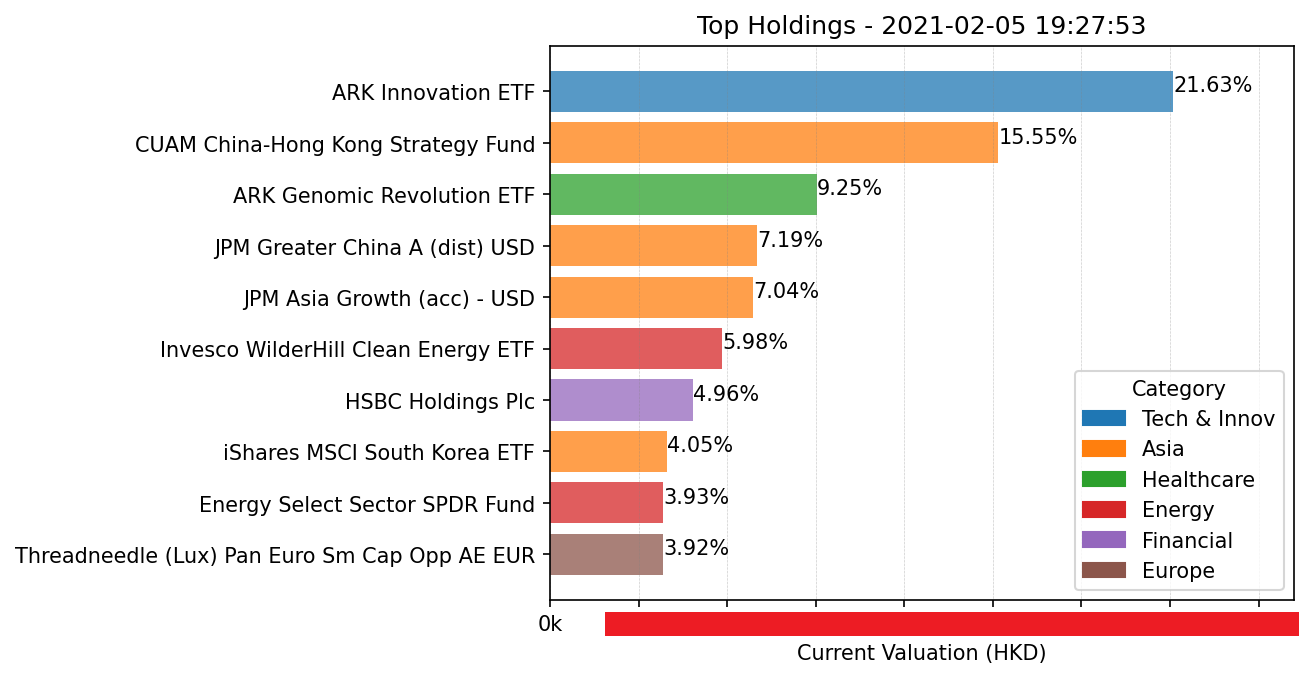 Top Holdings - 2021-02-05 19:27:53
ARK Innovation ETF 21.63%
CUAM China-Hong Kong Strategy Fund 15.55%
ARK Genomic Revolution ETF 9.25%
JPM Greater China A (dist) USD 7.19%
JPM Asia Growth (acc) - USD 7.04%
Invesco WilderHill Clean Energy ETF 5.98%
HSBC Holdings Plc 4.96%
iShares MSCI South Korea ETF 4.05%
Energy Select Sector SPDR Fund 3.93%
Threadneedle (Lux) Pan Euro Sm Cap Opp AE EUR 3.92%
Category
Tech & Innov
Asia
Healthcare
Energy
Financial
Europe
0k
Current Valuation (HKD)